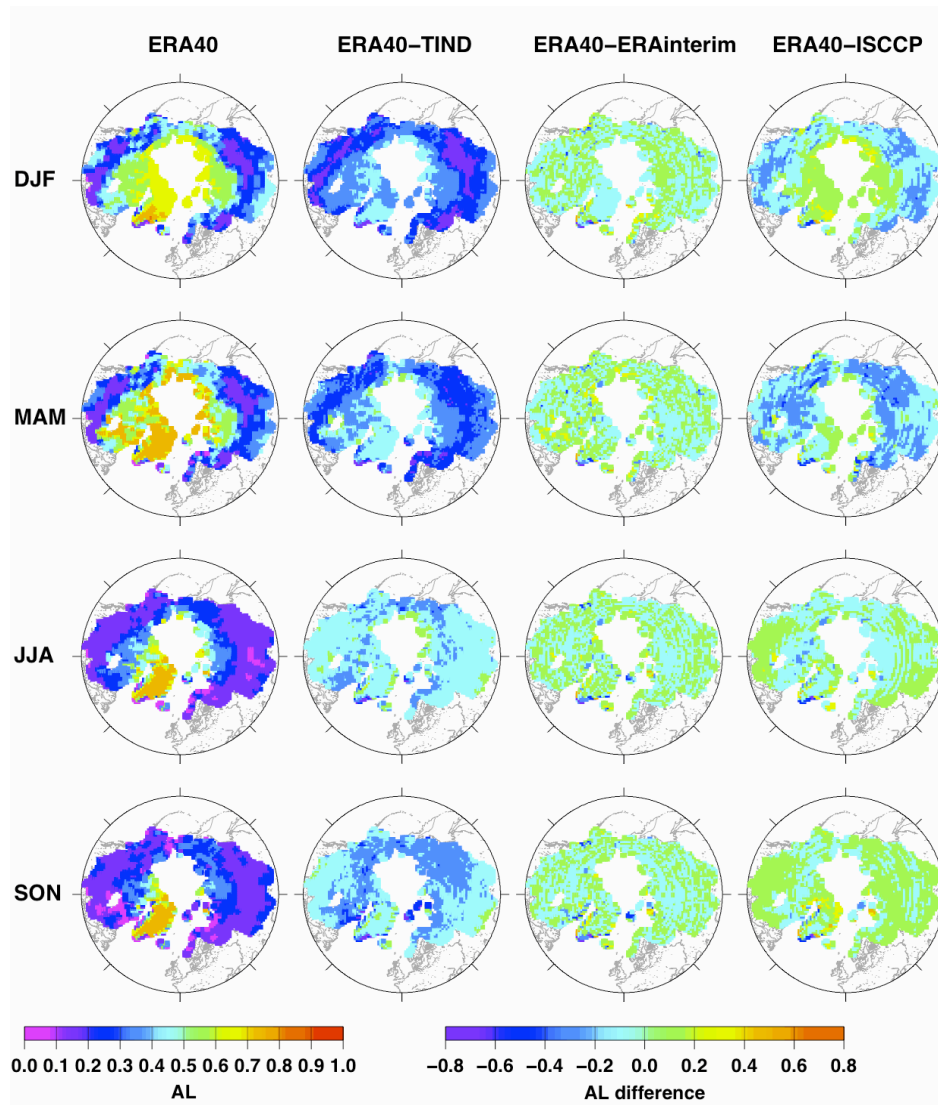 ERA40 ERA40−TIND ERA40−ERAinterim ERA40−ISCCP
DJF
MAM
JJA
SON
0.0 0.1 0.2 0.3 0.4 0.5 0.6 0.7 0.8 0.9 1.0 −0.8 −0.6 −0.4 −0.2 0.0 0.2 0.4 0.6 0.8
AL AL difference